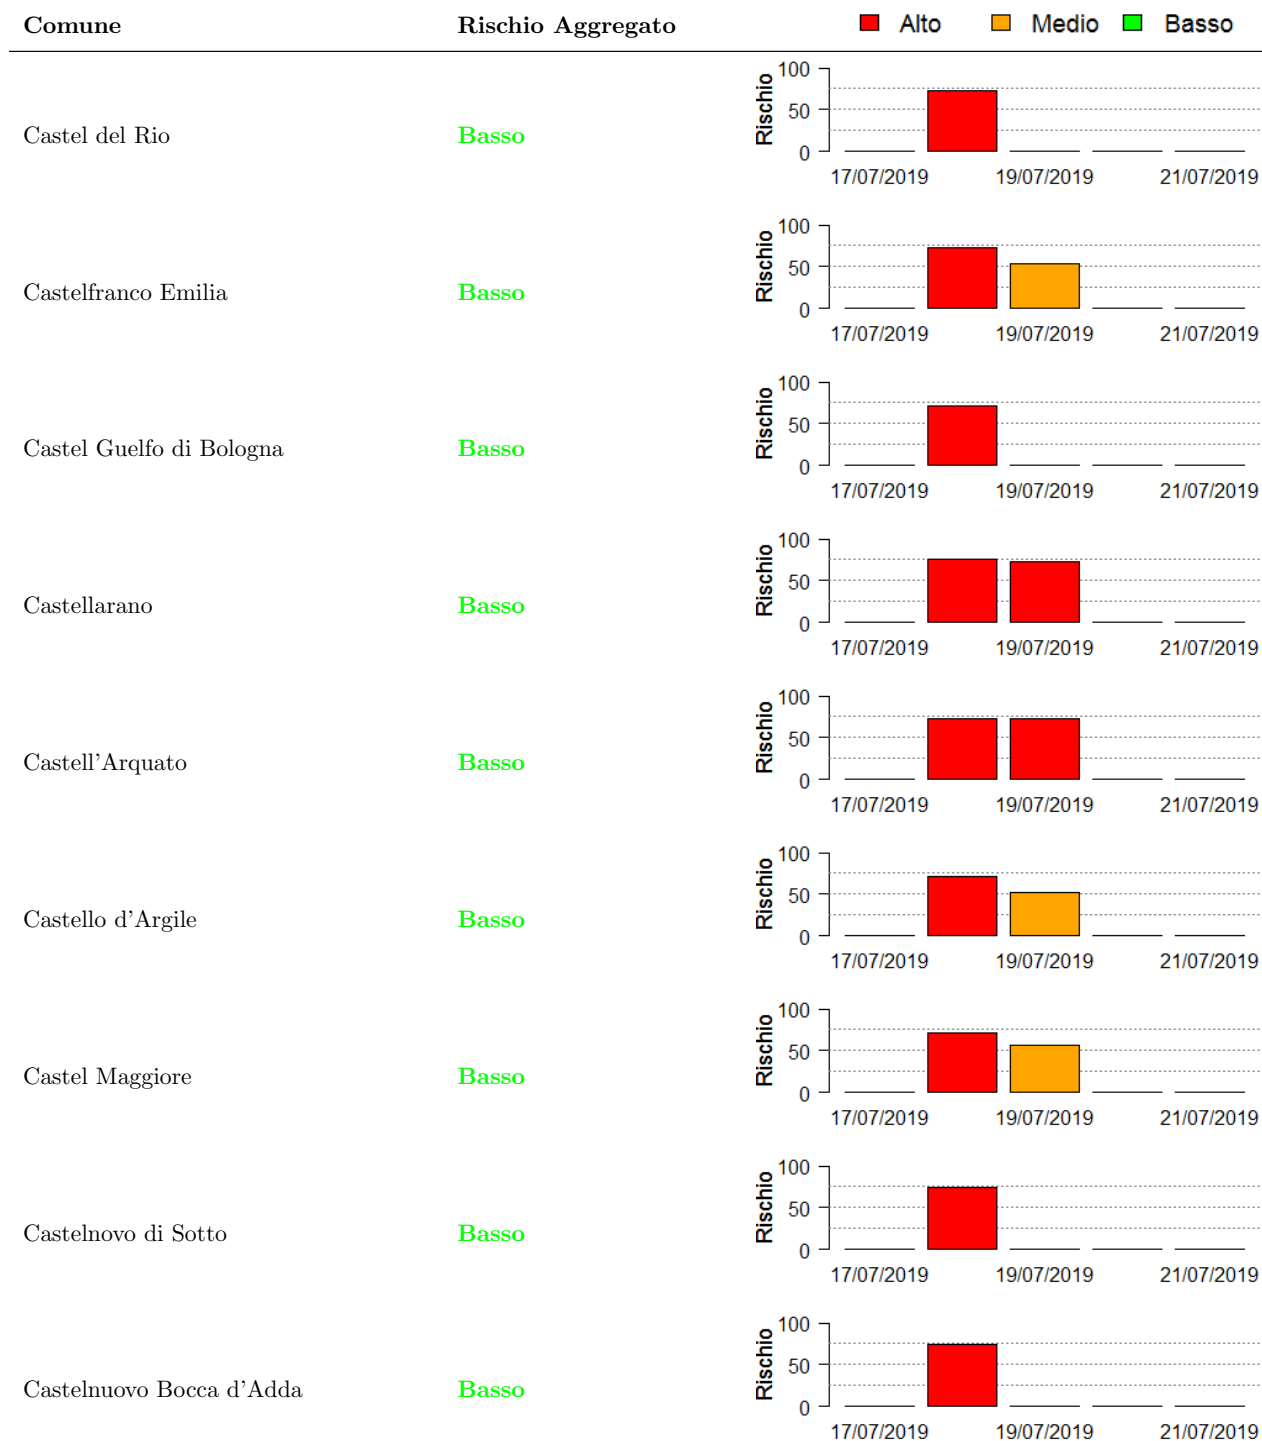 Comune Rischio Aggregato Alto Medio Basso
Castel del Rio Basso
Rischio
100
50
0
17/07/2019 19/07/2019 21/07/2019
Castelfranco Emilia Basso
Rischio
100
50
0
17/07/2019 19/07/2019 21/07/2019
Castel Guelfo di Bologna Basso
Rischio
100
50
0
17/07/2019 19/07/2019 21/07/2019
Castellarano Basso
Rischio
100
50
0
17/07/2019 19/07/2019 21/07/2019
Castell'Arquato Basso
Rischio
100
50
0
17/07/2019 19/07/2019 21/07/2019
Castello d'Argile Basso
Rischio
100
50
0
17/07/2019 19/07/2019 21/07/2019
Castel Maggiore Basso
Rischio
100
50
0
17/07/2019 19/07/2019 21/07/2019
Castelnovo di Sotto Basso
Rischio
100
50
0
17/07/2019 19/07/2019 21/07/2019
Castelnuovo Bocca d'Adda Basso
Rischio
100
50
0
17/07/2019 19/07/2019 21/07/2019